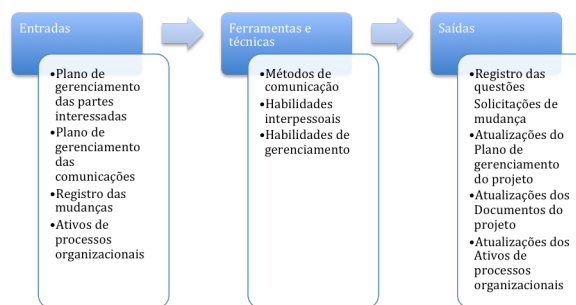 Entradas
•Plano de
gerenciamento
das partes
interessadas
•Plano de
gerenciamento
das
comunicações
•Registro das
mudanças
•Ativos de
processos
organizacionais
Ferramentas e
técnicas
•Métodos de
comunicação
•Habilidades
interpessoais
•Habilidades de
gerenciamento
Saídas
•Registro das
questões
Solicitações de
mudança
•Atualizações do
Plano de
gerenciamento
do projeto
•Atualizações dos
Documentos do
projeto
•Atualizações dos
Ativos de
processos
organizacionais